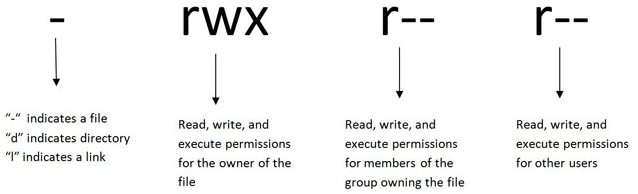 - rwx r-- r--
"-" indicates a file
"d" indicates directory
"l" indicates a link
Read, write, and
execute permissions
for the owner of the
file
Read, write, and
execute permissions
for members of the
group owning the file
Read, write, and
execute permissions
for other users